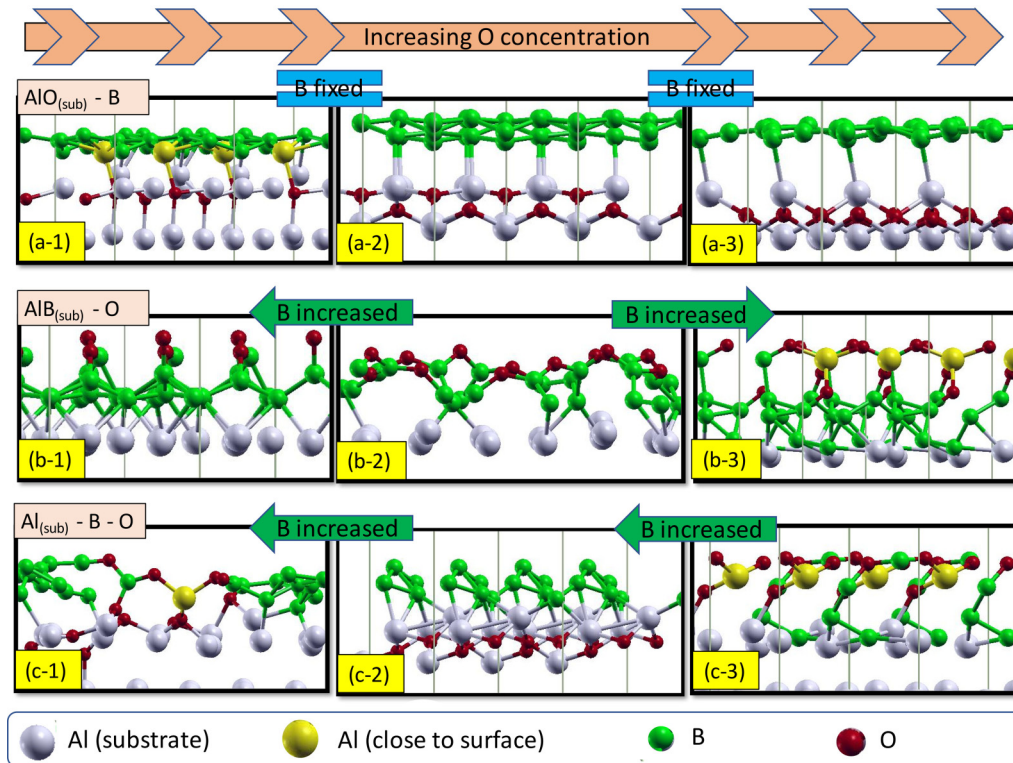 Increasing O concentration
B fixed
B fixed
AlO(sub) - B
(a-1)
(a-2)
(a-3)
AlB(sub) - O
B increased
B increased
(b-1)
(b-2)
(b-3)
Al(sub) - B - O
B increased
B increased
(c-1)
(c-2)
(c-3)
Al (substrate)
Al (close to surface)
B
O